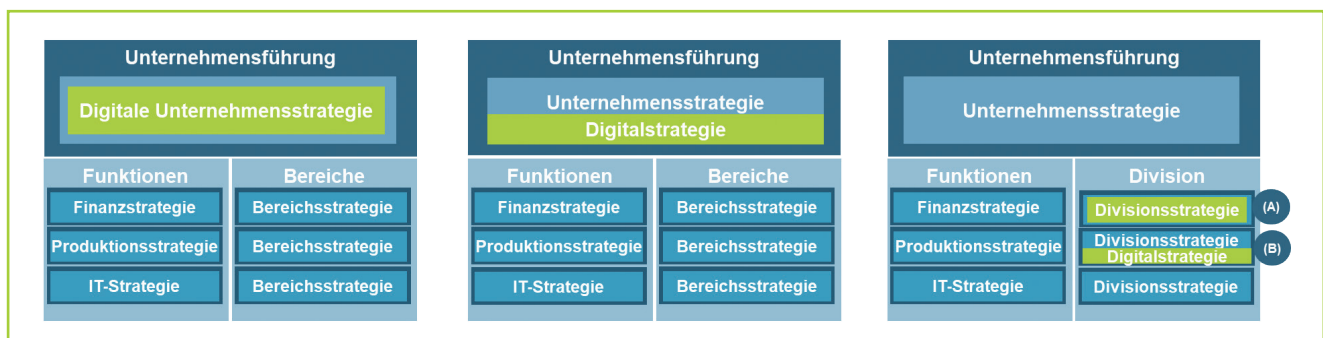 Unternehmensführung
Digitale Unternehmensstrategie
Funktionen
Finanzstrategie
Produktionsstrategie
IT-Strategie
Bereiche
Bereichsstrategie
Bereichsstrategie
Bereichsstrategie
Unternehmensführung
Unternehmensstrategie
Digitalstrategie
Funktionen
Finanzstrategie
Produktionsstrategie
IT-Strategie
Bereiche
Bereichsstrategie
Bereichsstrategie
Bereichsstrategie
Unternehmensführung
Unternehmensstrategie
Funktionen
Finanzstrategie
Produktionsstrategie
IT-Strategie
Division
Divisionsstrategie
(A)
Divisionsstrategie
Digitalstrategie
(B)
Divisionsstrategie